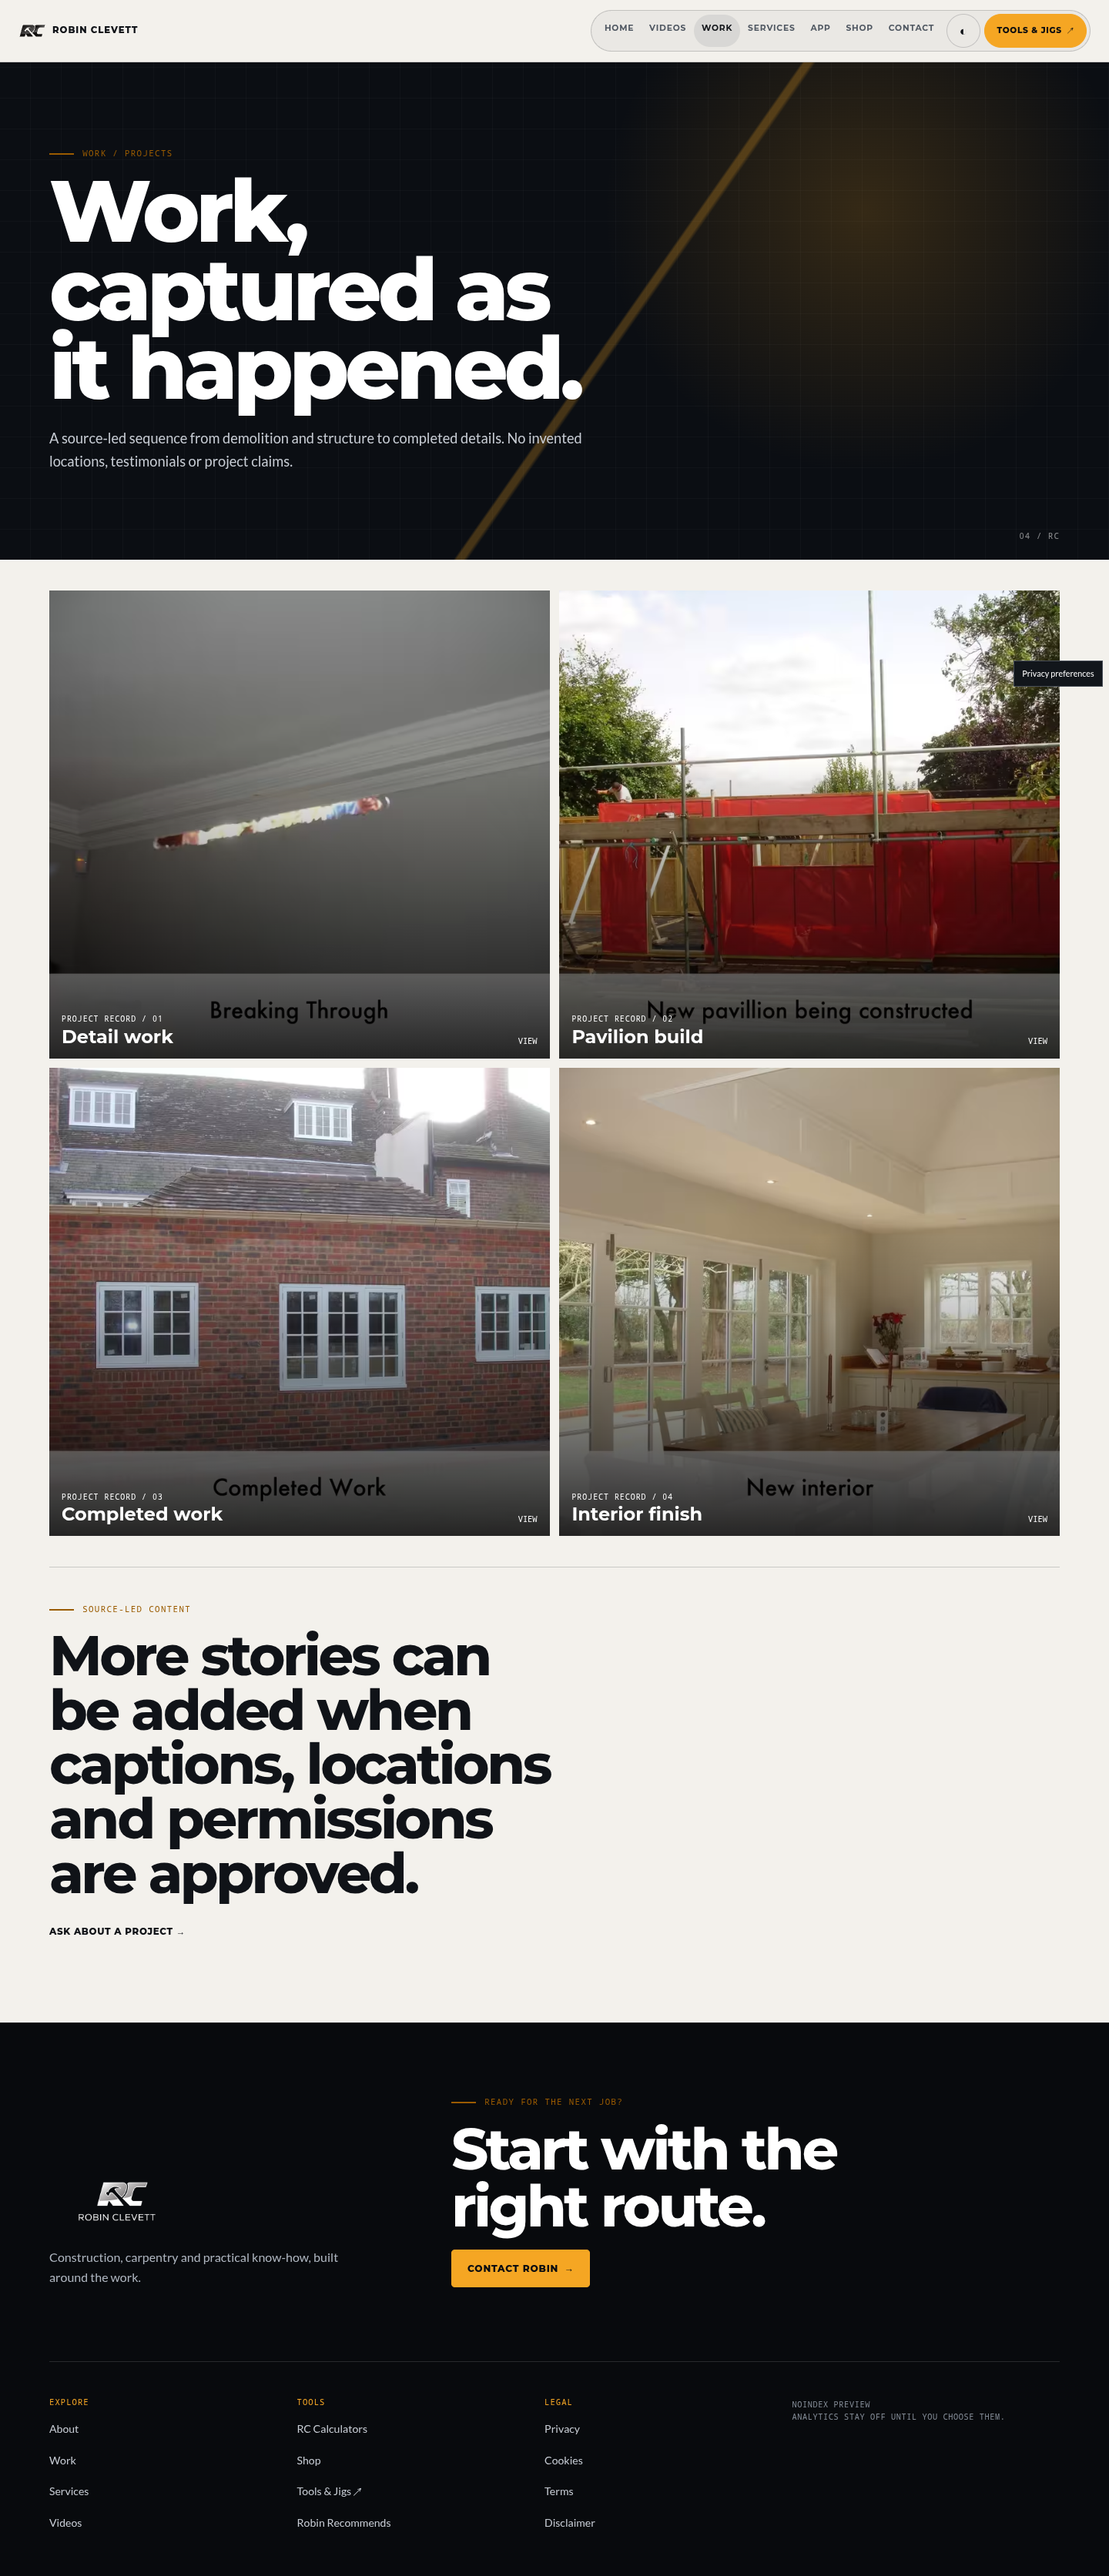 RC ROBIN CLEVETT
HOME VIDEOS WORK SERVICES APP SHOP CONTACT TOOLS & JIGS ↗
WORK / PROJECTS
Work,
captured as
it happened.
A source-led sequence from demolition and structure to completed details. No invented
locations, testimonials or project claims.
04 / RC
Privacy preferences
Breaking Through
PROJECT RECORD / 01
Detail work
VIEW
New pavillion being constructed
PROJECT RECORD / 02
Pavilion build
VIEW
Completed Work
PROJECT RECORD / 03
Completed work
VIEW
New interior
PROJECT RECORD / 04
Interior finish
VIEW
SOURCE-LED CONTENT
More stories can
be added when
captions, locations
and permissions
are approved.
ASK ABOUT A PROJECT →
READY FOR THE NEXT JOB?
Start with the
right route.
CONTACT ROBIN →
RC
ROBIN CLEVETT
Construction, carpentry and practical know-how, built
around the work.
EXPLORE
About
Work
Services
Videos
TOOLS
RC Calculators
Shop
Tools & Jigs ↗
Robin Recommends
LEGAL
Privacy
Cookies
Terms
Disclaimer
NOINDEX PREVIEW
ANALYTICS STAY OFF UNTIL YOU CHOOSE THEM.